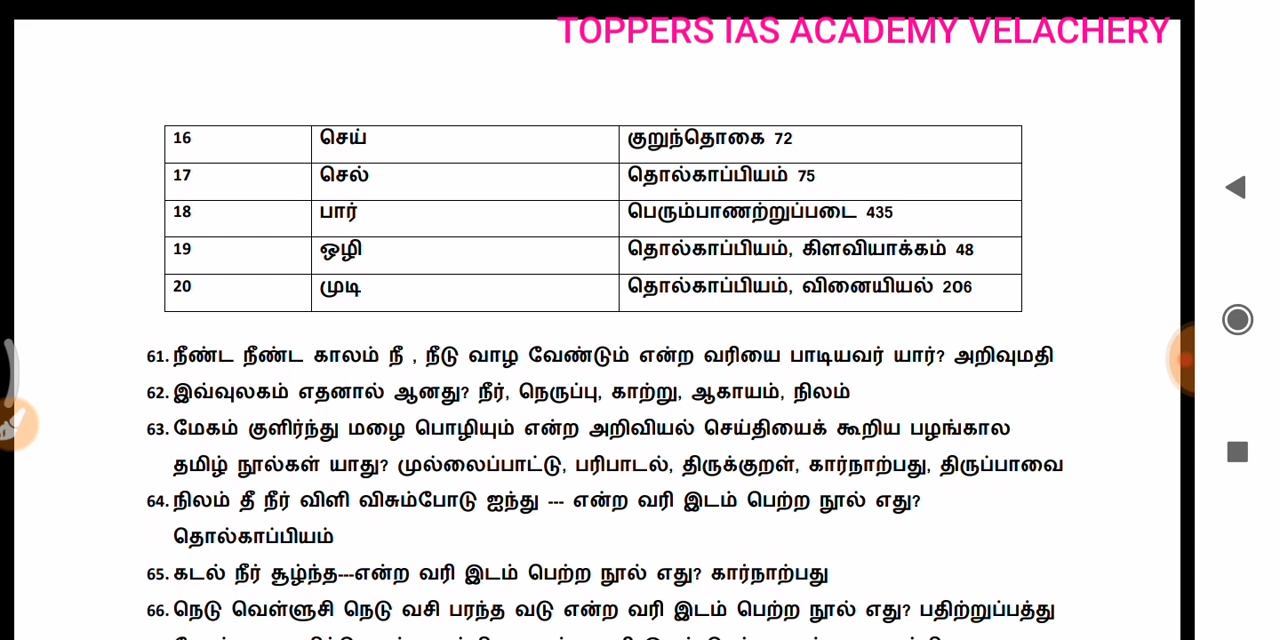 TOPPERS IAS ACADEMY VELACHERY
16 செய் குறுந்தொகை 72
17 செல் தொல்காப்பியம் 75
18 பார் பெரும்பாணற்றுப்படை 435
19 ஒழி தொல்காப்பியம், கிளவியாக்கம் 48
20 முடி தொல்காப்பியம், வினையியல் 206
61. நீண்ட நீண்ட காலம் நீ , நீடு வாழ வேண்டும் என்ற வரியை பாடியவர் யார்? அறிவுமதி
62. இவ்வுலகம் எதனால் ஆனது? நீர், நெருப்பு, காற்று, ஆகாயம், நிலம்
63. மேகம் குளிர்ந்து மழை பொழியும் என்ற அறிவியல் செய்தியைக் கூறிய பழங்கால
தமிழ் நூல்கள் யாது? முல்லைப்பாட்டு, பரிபாடல், திருக்குறள், கார்நாற்பது, திருப்பாவை
64. நிலம் தீ நீர் விளி விசும்போடு ஐந்து --- என்ற வரி இடம் பெற்ற நூல் எது?
தொல்காப்பியம்
65. கடல் நீர் சூழ்ந்த---என்ற வரி இடம் பெற்ற நூல் எது? கார்நாற்பது
66. நெடு வெள்ளூசி நெடு வசி பரந்த வடு என்ற வரி இடம் பெற்ற நூல் எது? பதிற்றுப்பத்து